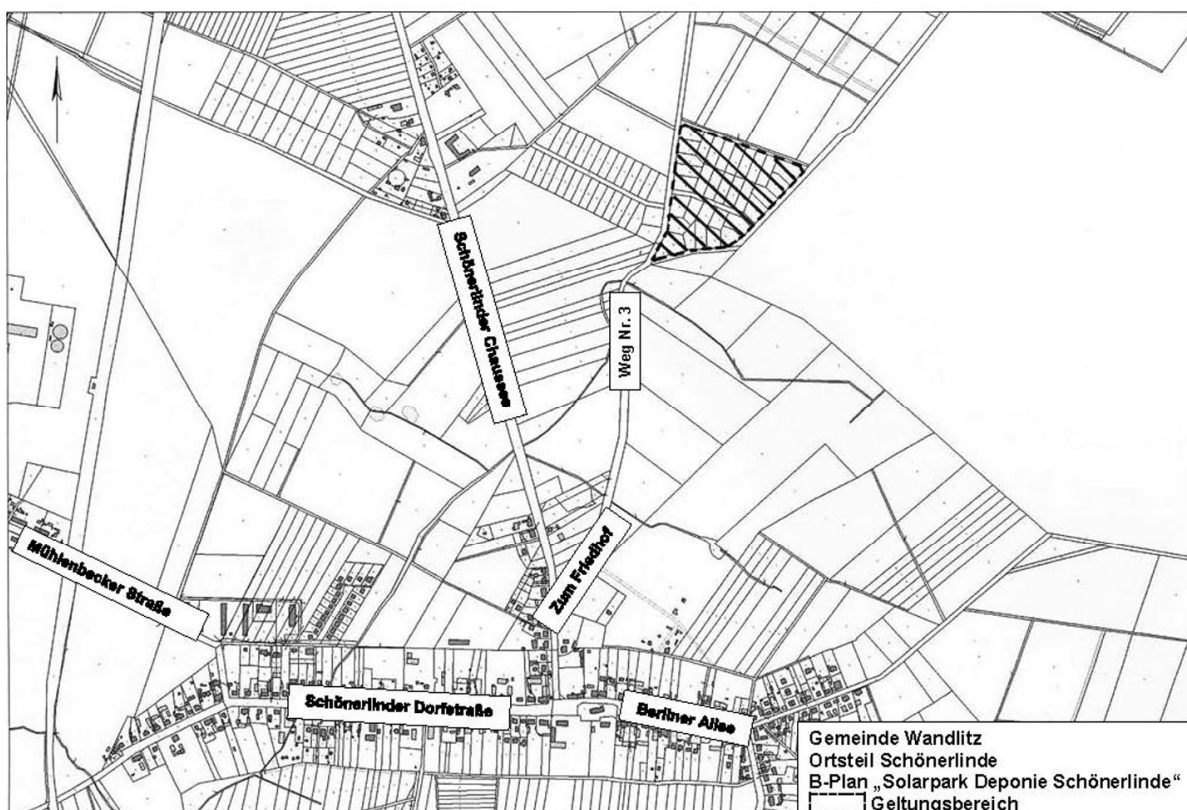 Schönerlinder Chaussee
Weg Nr. 3
Zum Friedhof
Mühlenbecker Straße
Schönerlinder Dorfstraße
Berliner Allee
Gemeinde Wandlitz
Ortsteil Schönerlinde
B-Plan „Solarpark Deponie Schönerlinde“
Geltungsbereich